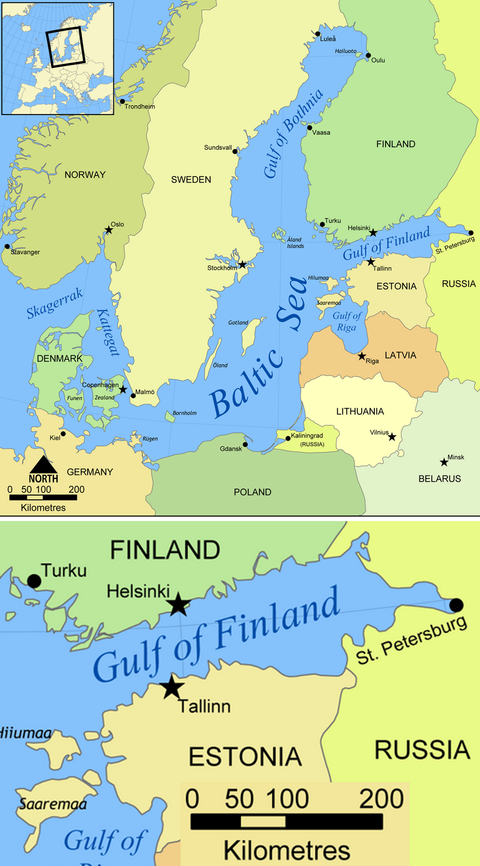 Luleå
Hailuoto
Oulu
Trondheim
Gulf of Bothnia
Vaasa
Sundsvall
FINLAND
NORWAY
SWEDEN
Turku
Helsinki
Oslo
Åland
Islands
Gulf of Finland
St. Petersburg
Stavanger
Stockholm
Tallinn
Hiiumaa
ESTONIA
RUSSIA
Saaremaa
Skagerrak
Kattegat
Gulf of
Riga
Gotland
Baltic Sea
DENMARK
Riga
LATVIA
Öland
Copenhagen
Malmö
Funen
Zealand
Bornholm
LITHUANIA
Vilnius
Kiel
Rügen
Kaliningrad
(RUSSIA)
Gdansk
Minsk
NORTH
GERMANY
BELARUS
0 50 100 200
Kilometres
POLAND
FINLAND
Turku
Helsinki
Gulf of Finland
St. Petersburg
Tallinn
Hiiumaa
ESTONIA
RUSSIA
Saaremaa
0 50 100 200
Gulf of
Kilometres